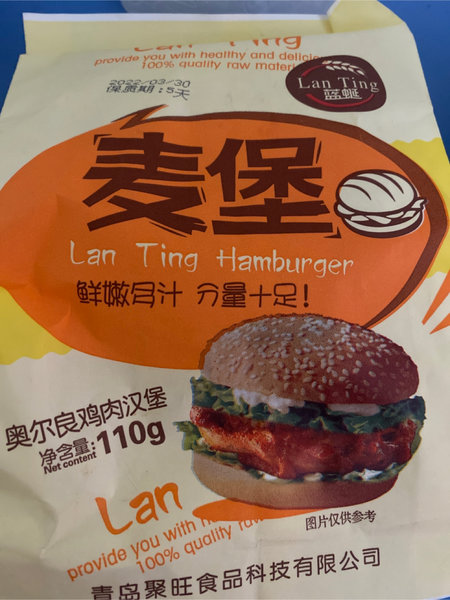 Lan Ting
provide you with healthy and delicio
100% quality raw materi
2022/03/30
保质期:5天
Lan Ting
蓝蜓
麦堡
Lan Ting Hamburger
鲜嫩多汁 分量十足!
奥尔良鸡肉汉堡
净含量:110g
Net content
Lan
provide you with h
100% quality raw
图片仅供参考
青岛聚旺食品科技有限公司